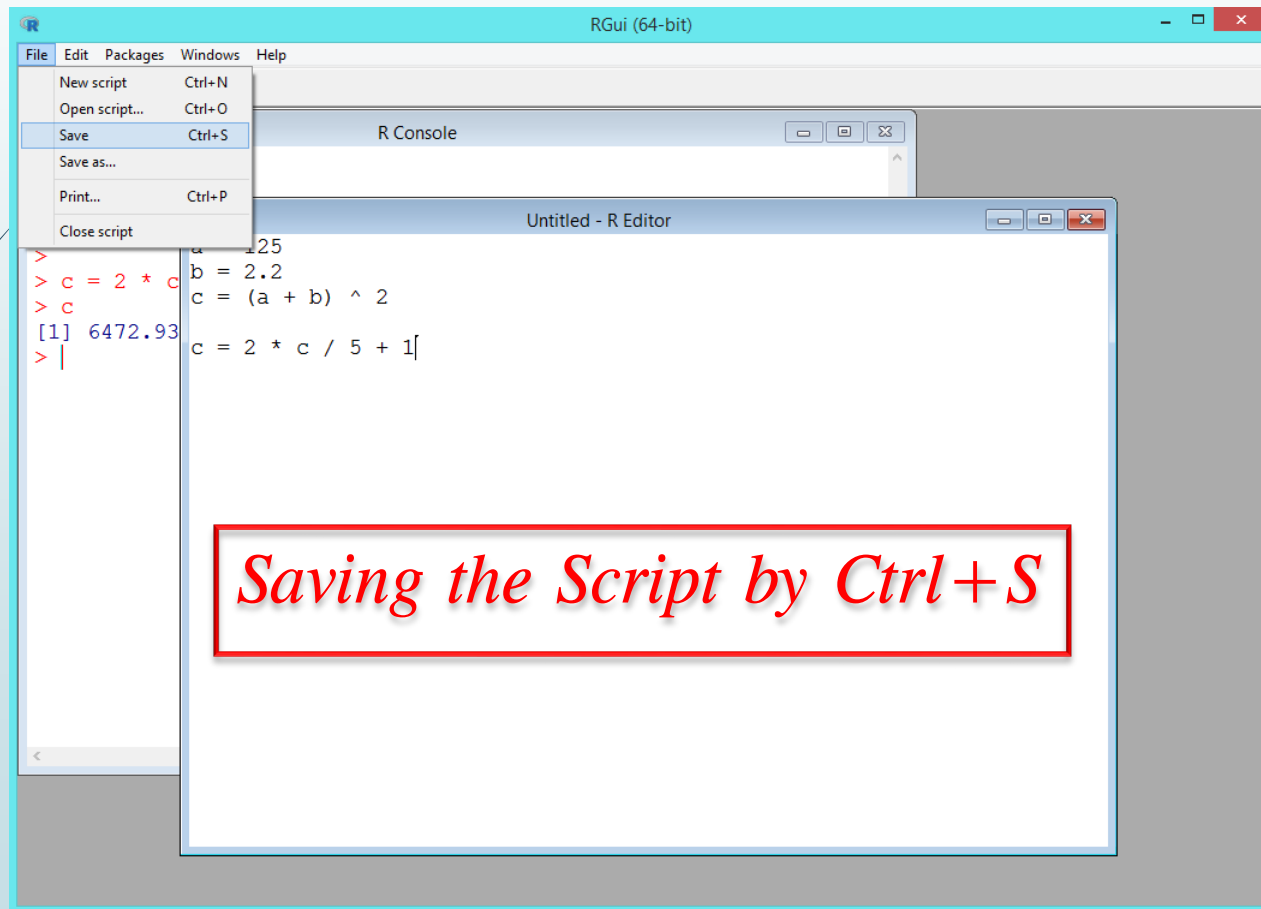 RGui (64-bit)
File Edit Packages Windows Help
New script Ctrl+N
Open script... Ctrl+O
Save Ctrl+S
Save as...
Print... Ctrl+P
Close script
R Console
>
> c = 2 * c
> c
[1] 6472.93
>
Untitled - R Editor
125
b = 2.2
c = (a + b) ^ 2
c = 2 * c / 5 + 1
Saving the Script by Ctrl+S